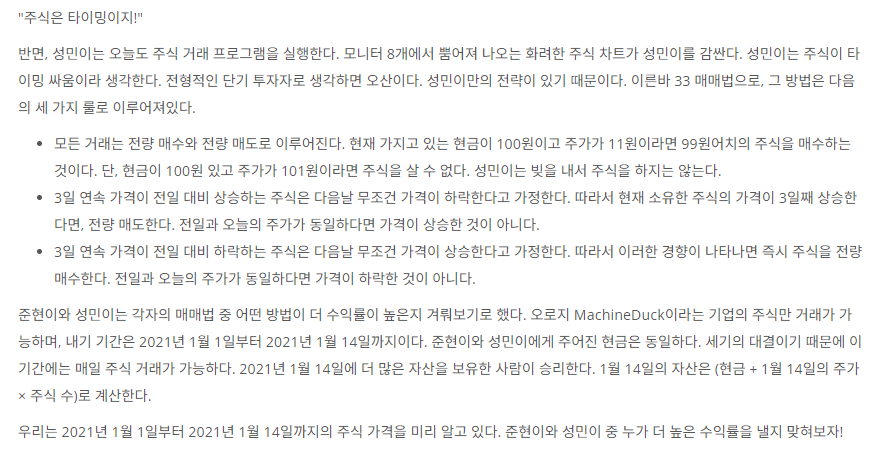 "주식은 타이밍이지!"
반면, 성민이는 오늘도 주식 거래 프로그램을 실행한다. 모니터 8개에서 뿜어져 나오는 화려한 주식 차트가 성민이를 감싼다. 성민이는 주식이 타
이밍 싸움이라 생각한다. 전형적인 단기 투자자로 생각하면 오산이다. 성민이만의 전략이 있기 때문이다. 이른바 33 매매법으로, 그 방법은 다음
의 세 가지 룰로 이루어져있다.
• 모든 거래는 전량 매수와 전량 매도로 이루어진다. 현재 가지고 있는 현금이 100원이고 주가가 11원이라면 99원어치의 주식을 매수하는
것이다. 단, 현금이 100원 있고 주가가 101원이라면 주식을 살 수 없다. 성민이는 빚을 내서 주식을 하지는 않는다.
• 3일 연속 가격이 전일 대비 상승하는 주식은 다음날 무조건 가격이 하락한다고 가정한다. 따라서 현재 소유한 주식의 가격이 3일째 상승한
다면, 전량 매도한다. 전일과 오늘의 주가가 동일하다면 가격이 상승한 것이 아니다.
• 3일 연속 가격이 전일 대비 하락하는 주식은 다음날 무조건 가격이 상승한다고 가정한다. 따라서 이러한 경향이 나타나면 즉시 주식을 전량
매수한다. 전일과 오늘의 주가가 동일하다면 가격이 하락한 것이 아니다.
준현이와 성민이는 각자의 매매법 중 어떤 방법이 더 수익률이 높은지 겨뤄보기로 했다. 오로지 MachineDuck이라는 기업의 주식만 거래가 가
능하며, 내기 기간은 2021년 1월 1일부터 2021년 1월 14일까지이다. 준현이와 성민이에게 주어진 현금은 동일하다. 세기의 대결이기 때문에 이
기간에는 매일 주식 거래가 가능하다. 2021년 1월 14일에 더 많은 자산을 보유한 사람이 승리한다. 1월 14일의 자산은 (현금 + 1월 14일의 주가
× 주식 수)로 계산한다.
우리는 2021년 1월 1일부터 2021년 1월 14일까지의 주식 가격을 미리 알고 있다. 준현이와 성민이 중 누가 더 높은 수익률을 낼지 맞혀보자!